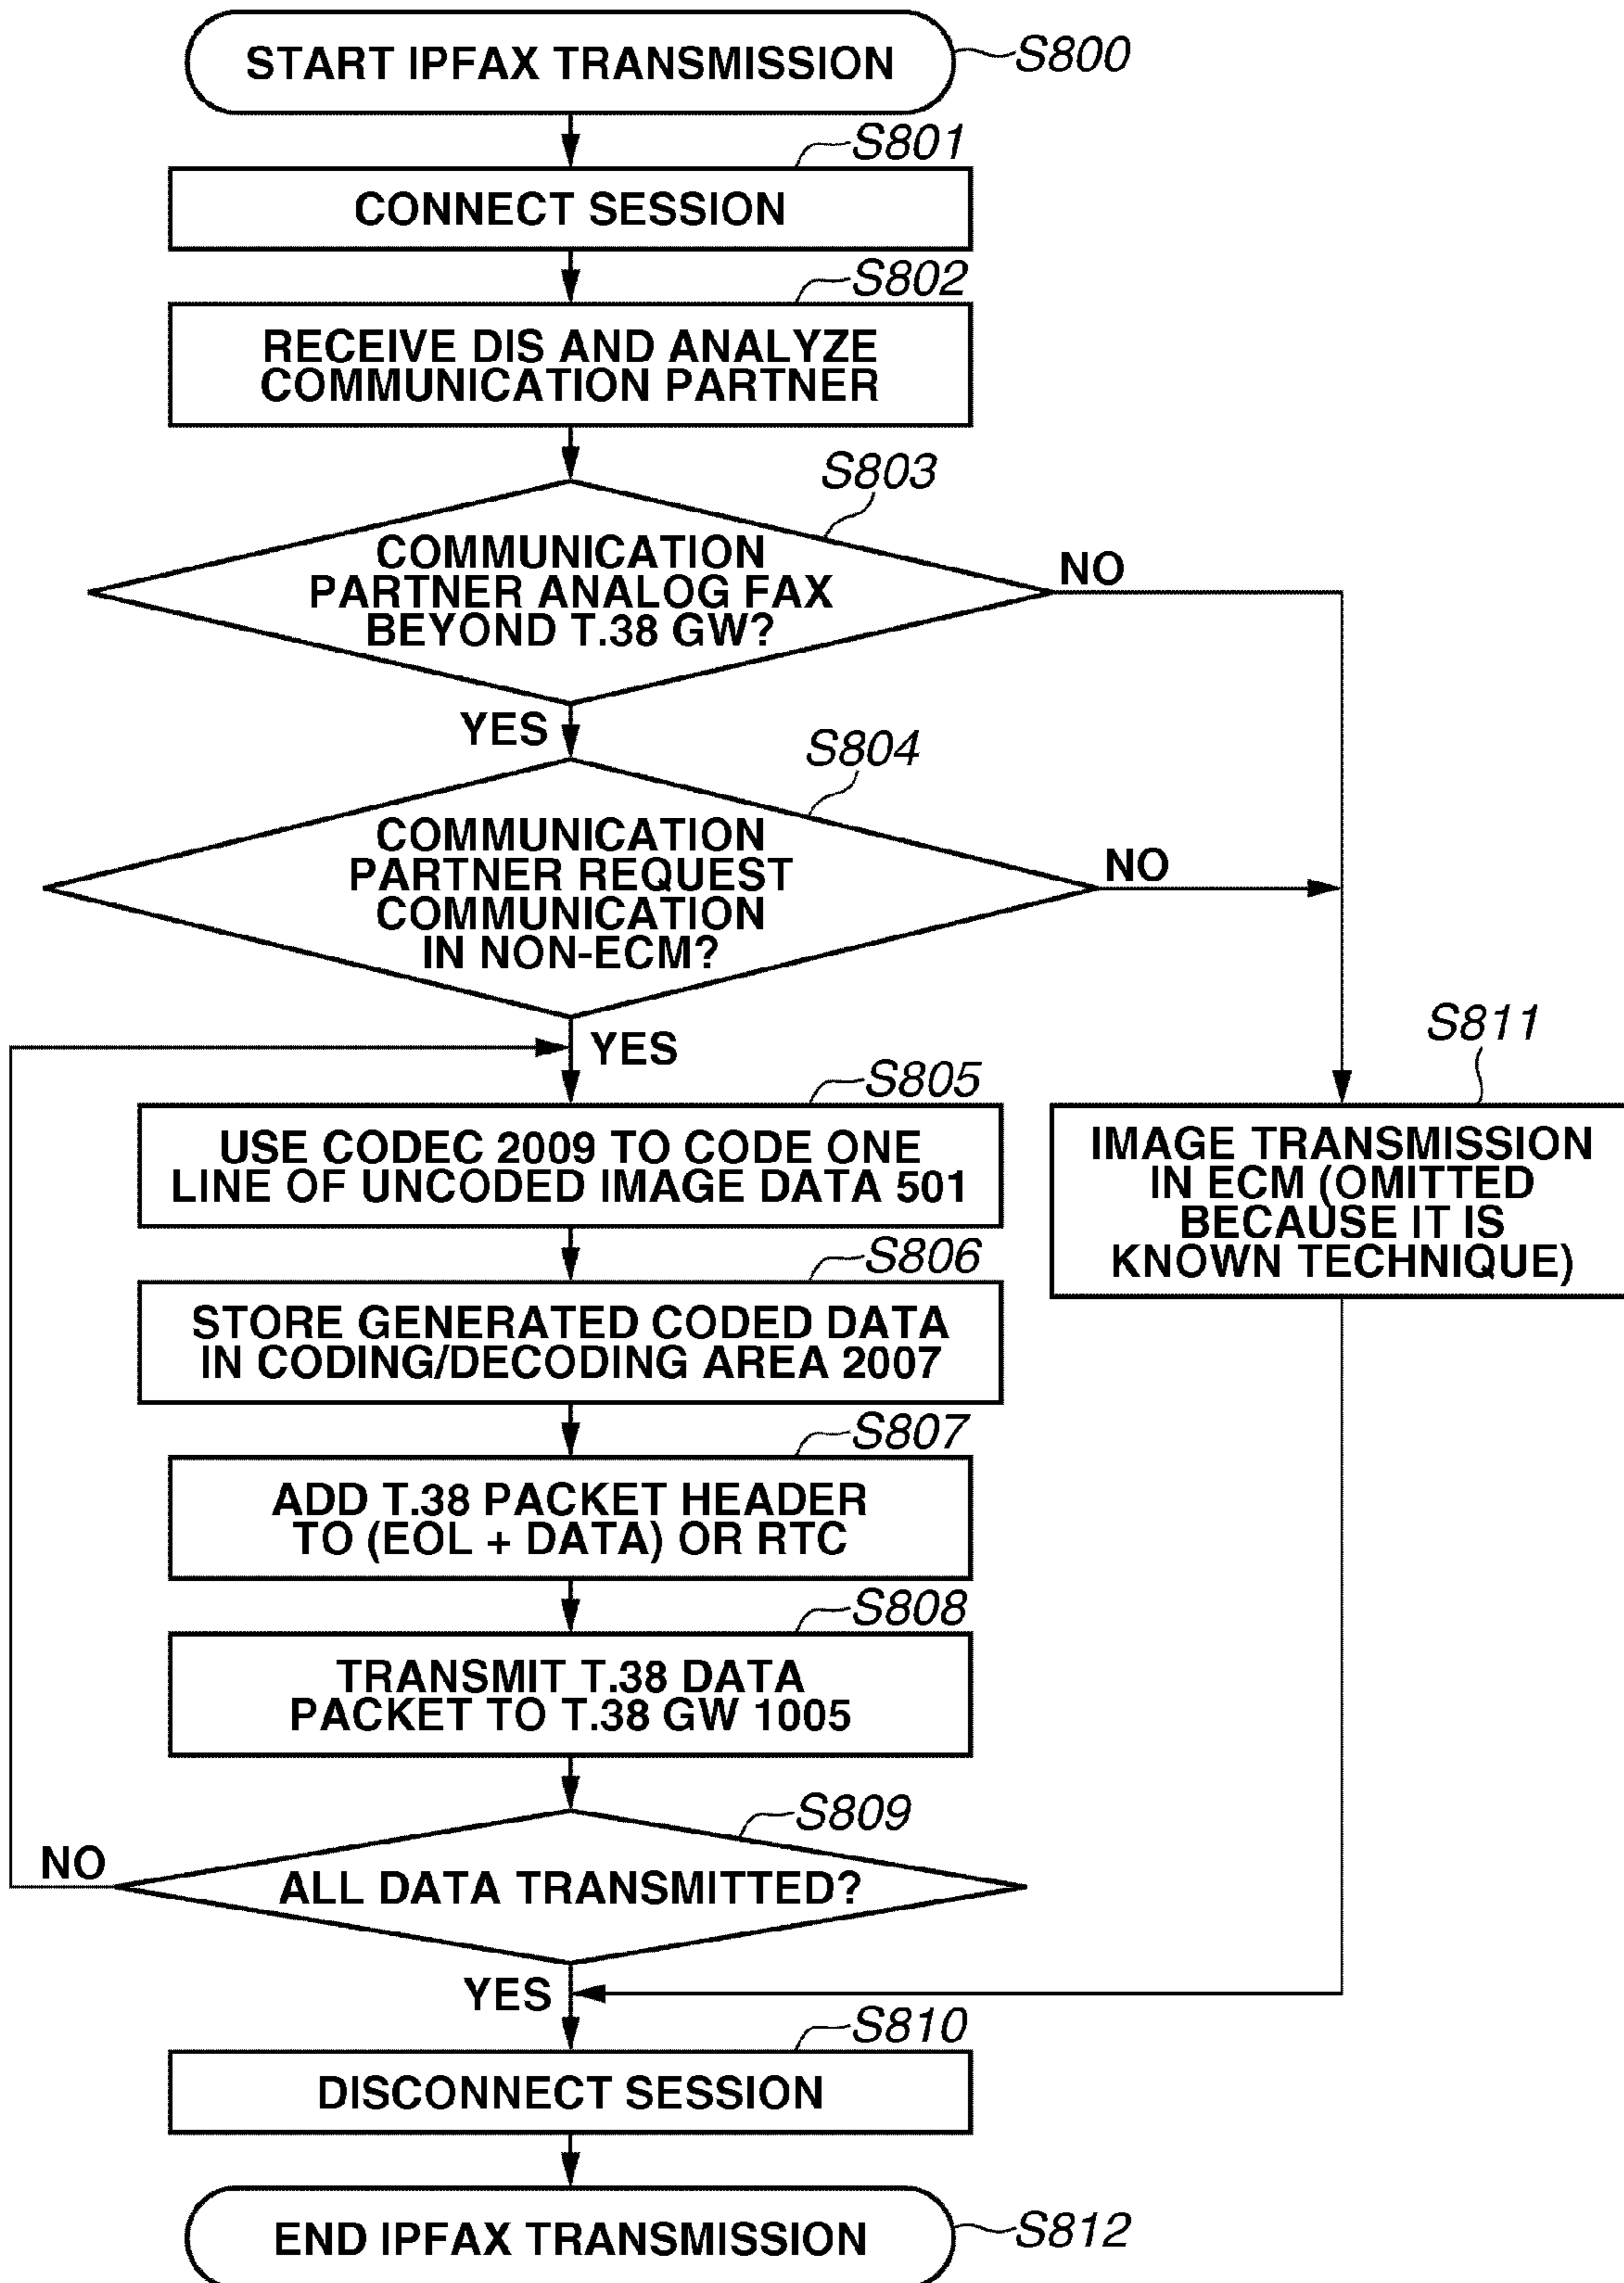 START IPFAX TRANSMISSION
S800
S801
CONNECT SESSION
S802
RECEIVE DIS AND ANALYZE
COMMUNICATION PARTNER
S803
COMMUNICATION
PARTNER ANALOG FAX
BEYOND T.38 GW?
NO
YES
S804
COMMUNICATION
PARTNER REQUEST
COMMUNICATION
IN NON-ECM?
NO
YES
S805
USE CODEC 2009 TO CODE ONE
LINE OF UNCODED IMAGE DATA 501
S811
IMAGE TRANSMISSION
IN ECM (OMITTED
BECAUSE IT IS
KNOWN TECHNIQUE)
S806
STORE GENERATED CODED DATA
IN CODING/DECODING AREA 2007
S807
ADD T.38 PACKET HEADER
TO (EOL + DATA) OR RTC
S808
TRANSMIT T.38 DATA
PACKET TO T.38 GW 1005
S809
NO
ALL DATA TRANSMITTED?
YES
S810
DISCONNECT SESSION
END IPFAX TRANSMISSION
S812